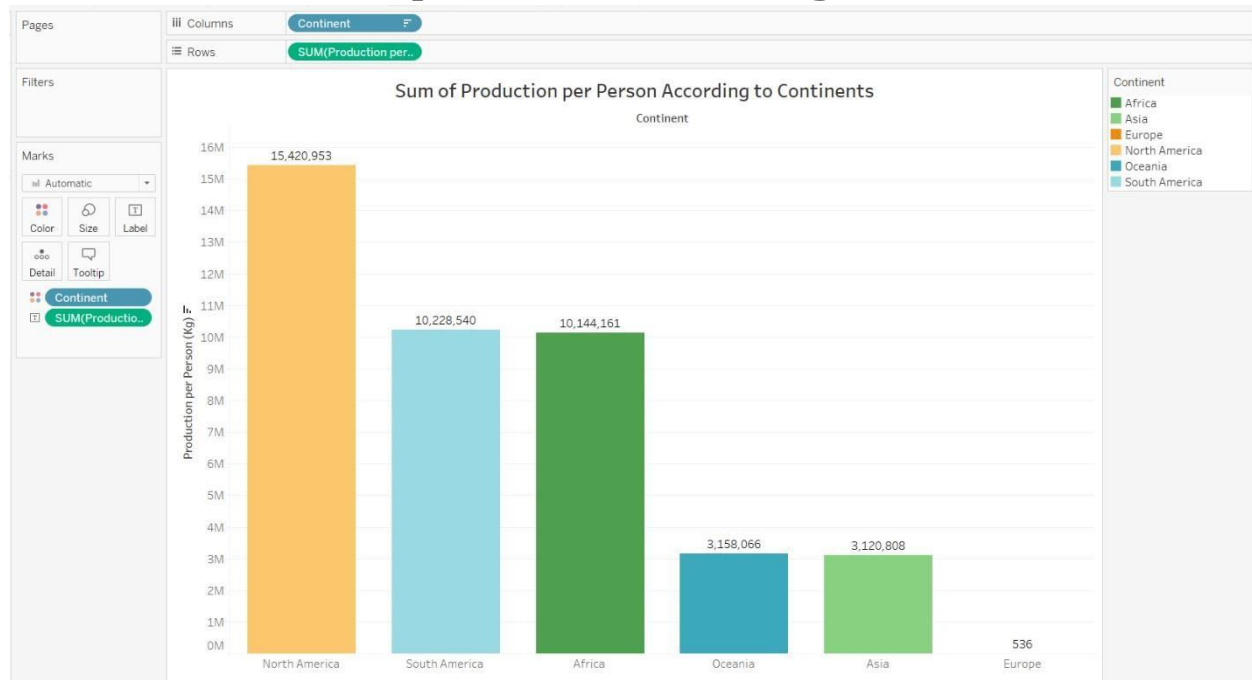 Pages
iii Columns
Continent
Rows
SUM(Production per..
Filters
Marks
Automatic
Color
Size
Label
Detail
Tooltip
Continent
SUM(Productio..
Sum of Production per Person According to Continents
Continent
Production per Person (Kg)
16M
15M
14M
13M
12M
11M
10M
9M
8M
7M
6M
5M
4M
3M
2M
1M
0M
15,420,953
10,228,540
10,144,161
3,158,066
3,120,808
536
North America
South America
Africa
Oceania
Asia
Europe
Continent
Africa
Asia
Europe
North America
Oceania
South America